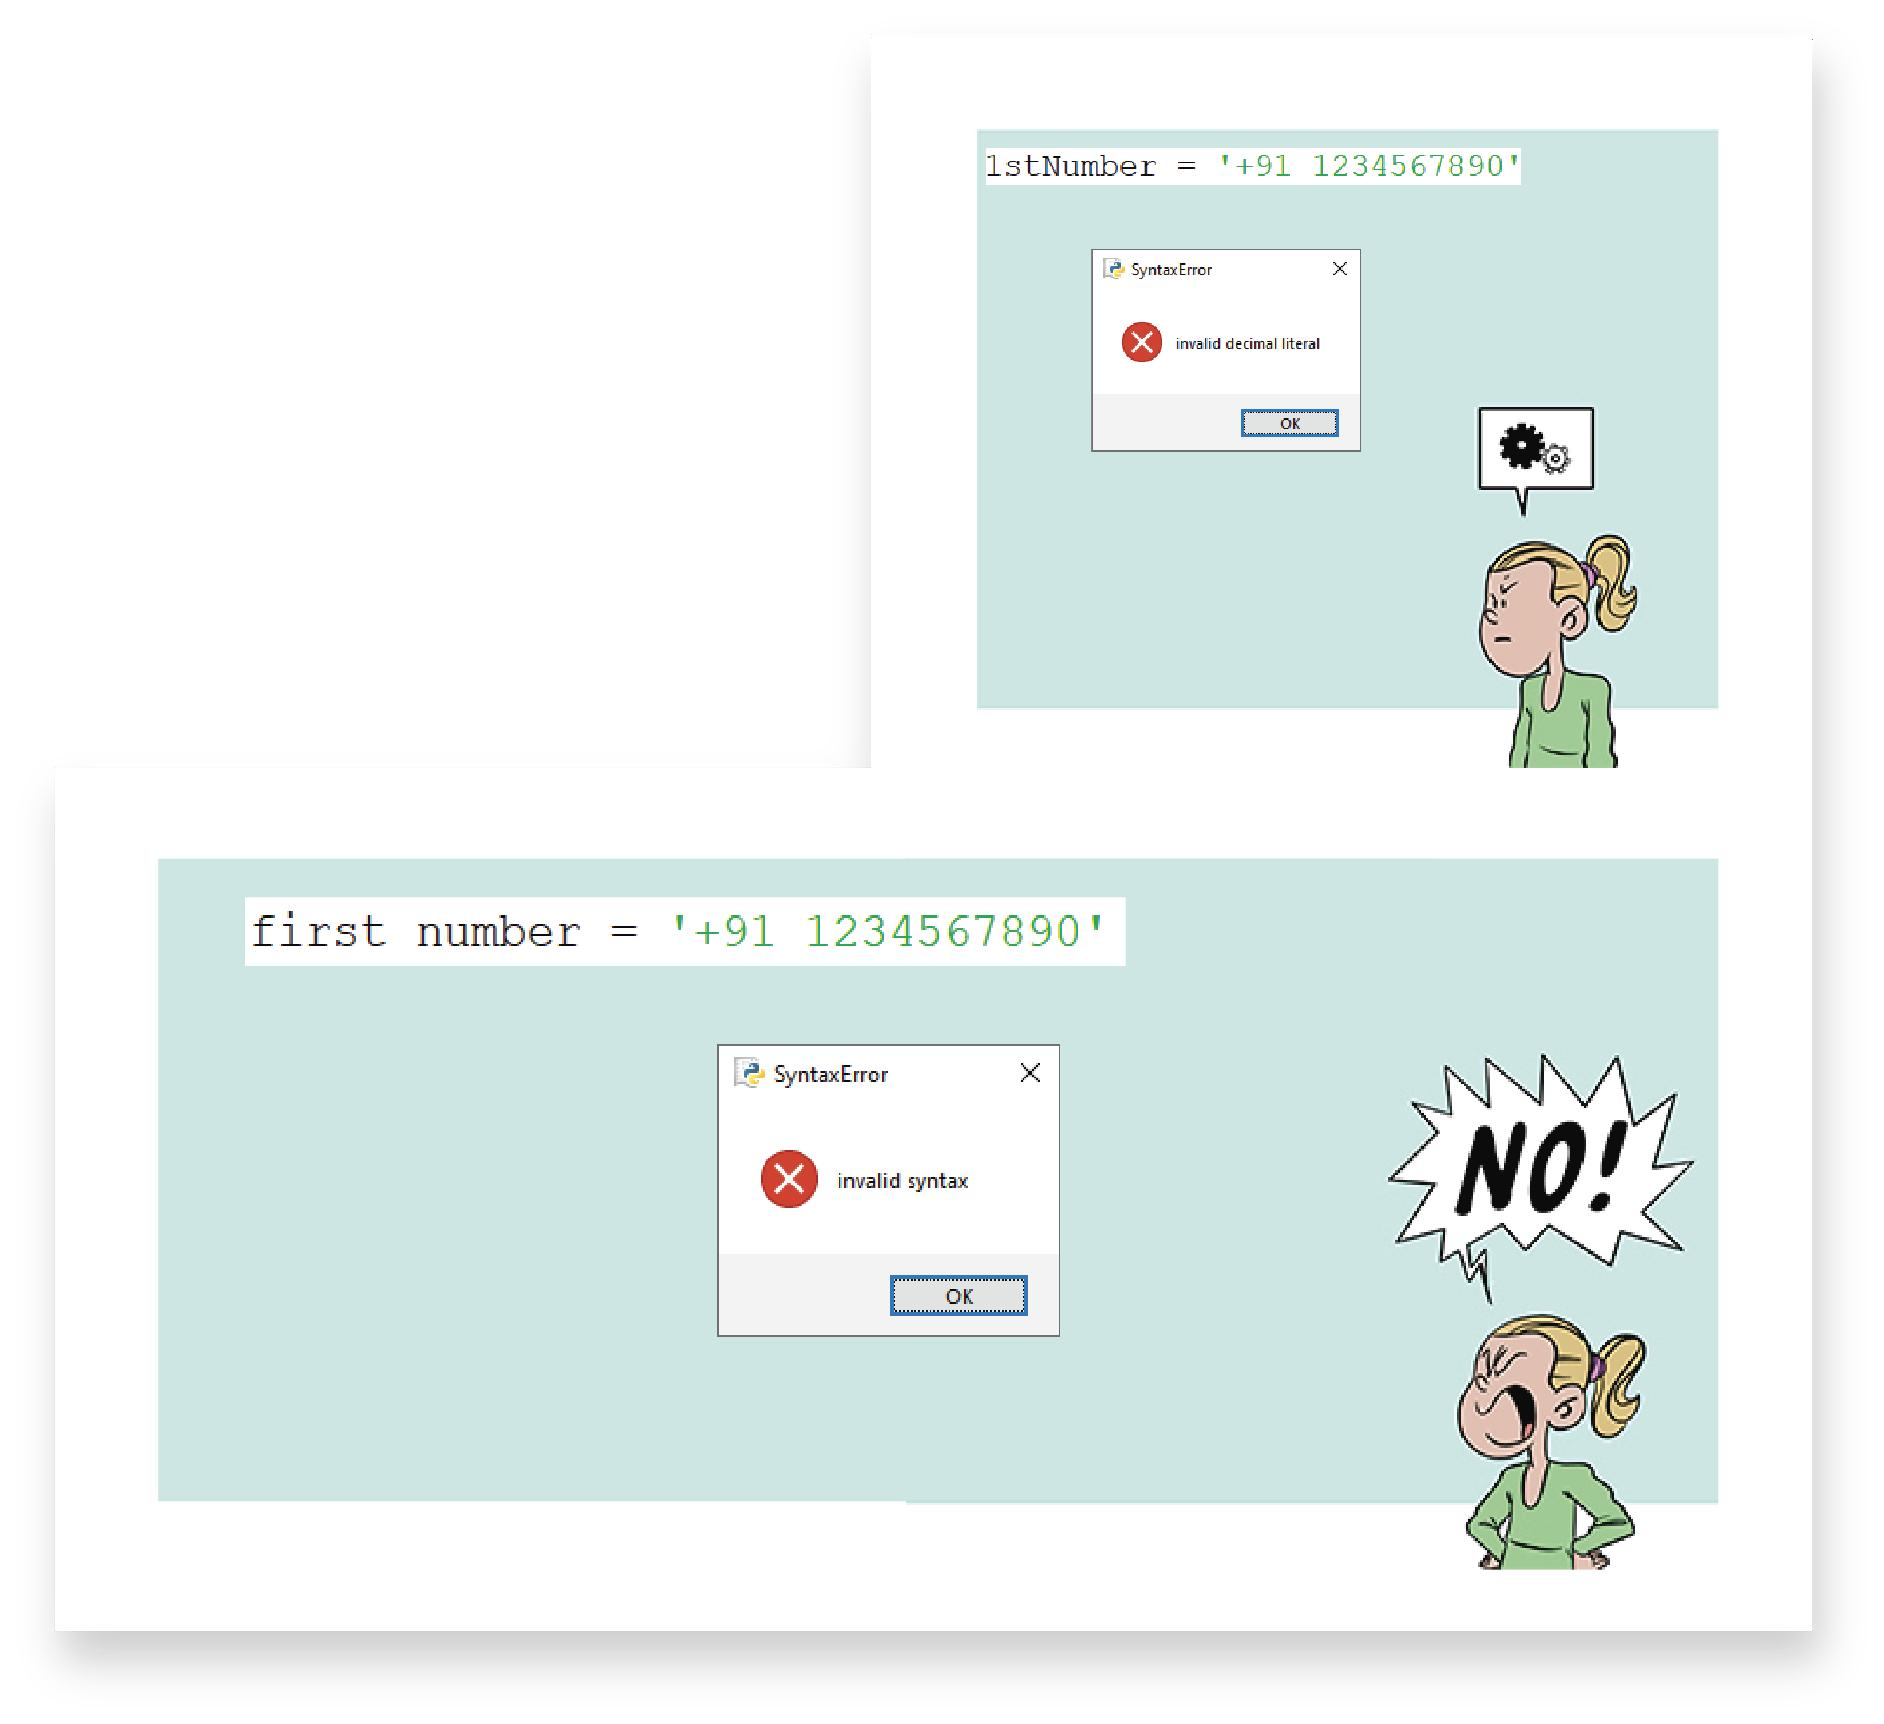 1stNumber = '+91 1234567890'
SyntaxError
invalid decimal literal
OK
first number = '+91 1234567890'
SyntaxError
invalid syntax
OK
NO!